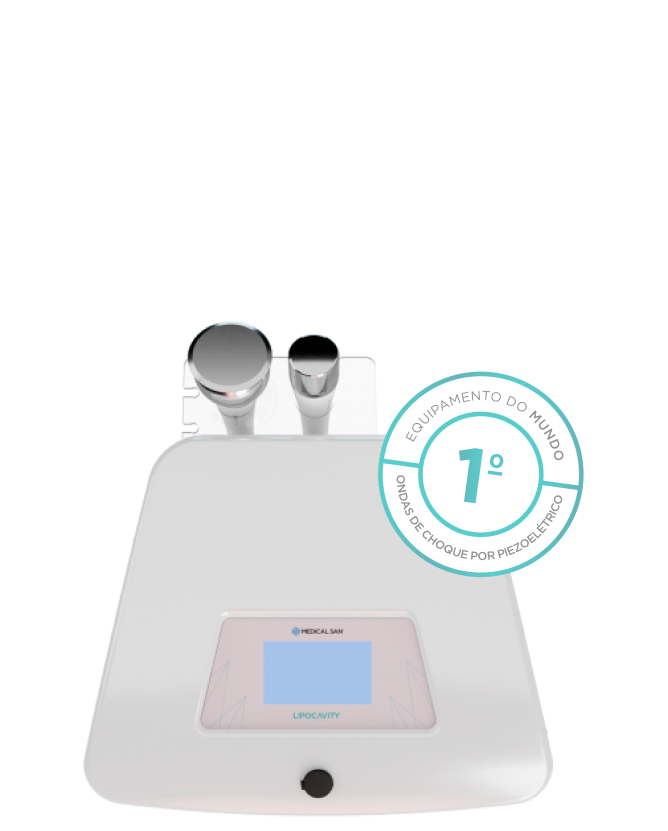 EQUIPAMENTO DO MUNDO
1º
ONDAS DE CHOQUE POR PIEZOELÉTRICO
MEDICAL SAN
LIPOCAVITY